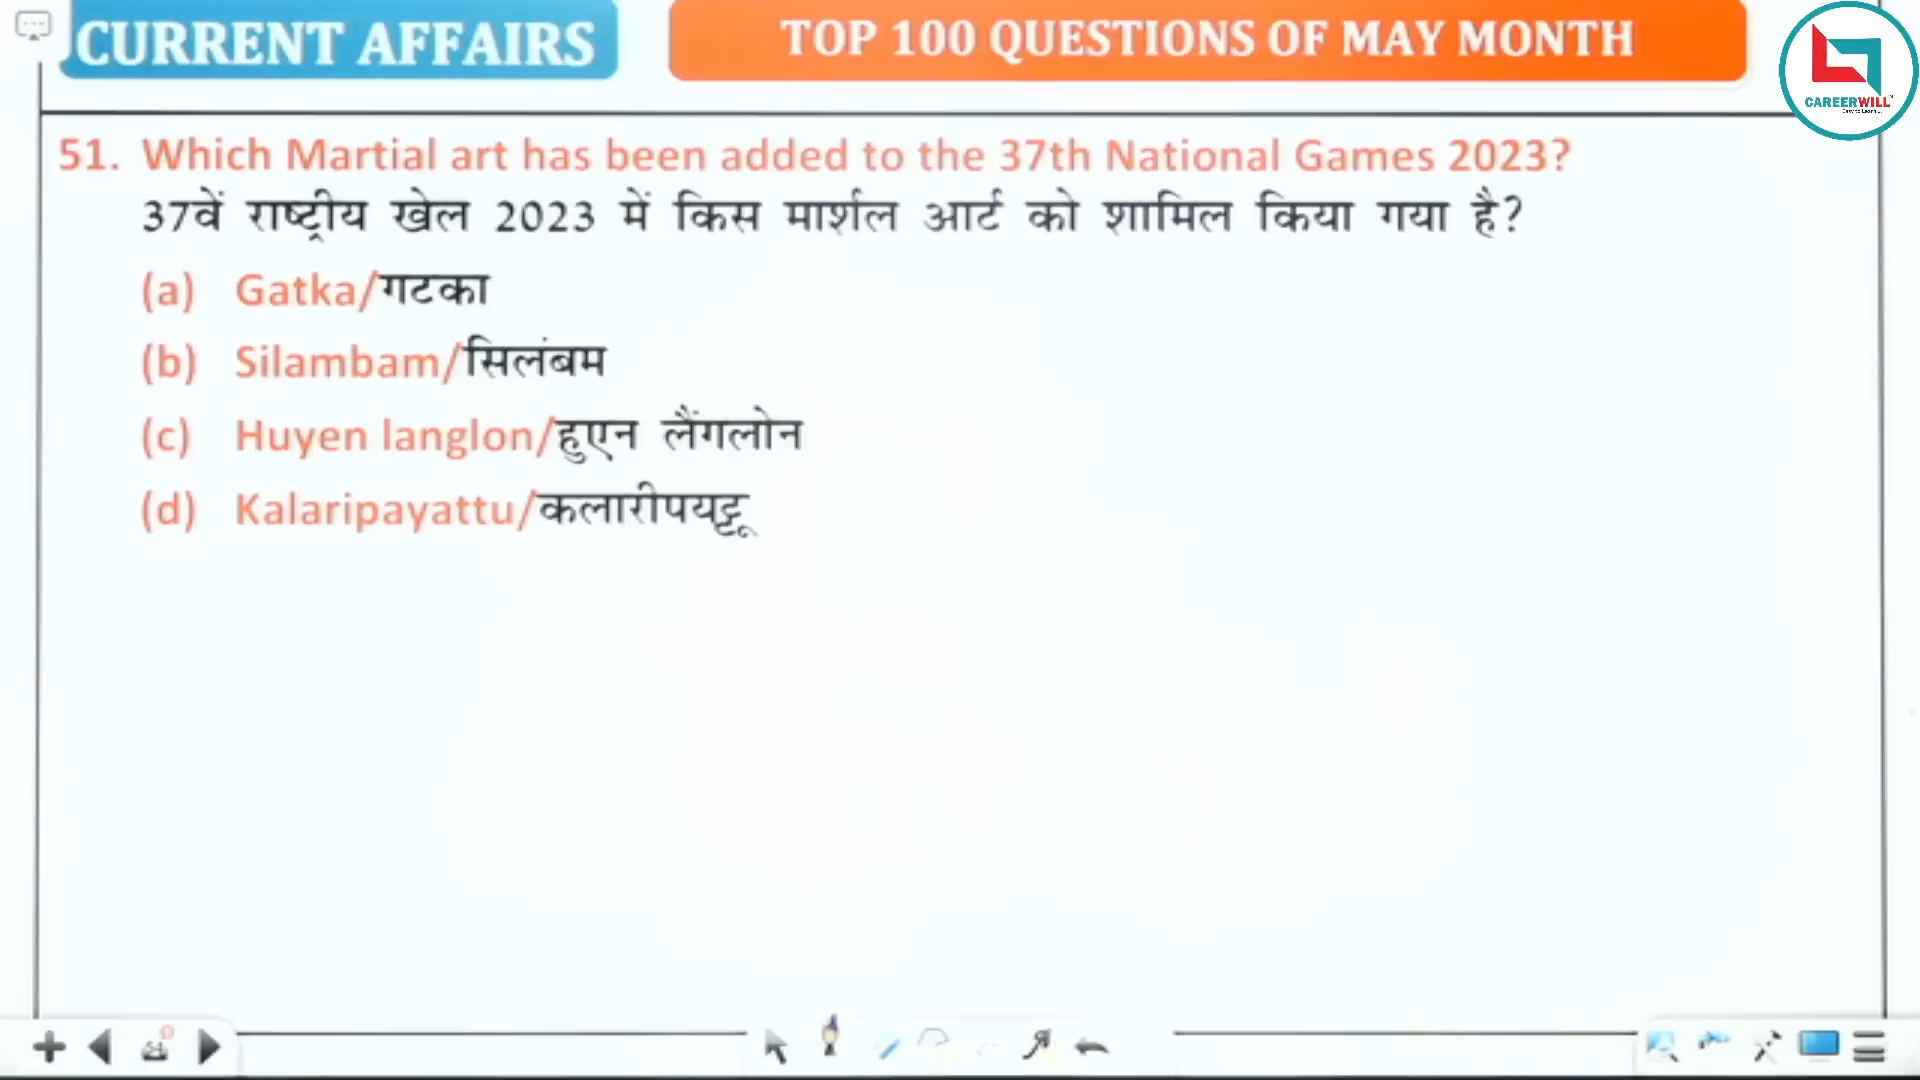 CURRENT AFFAIRS
TOP 100 QUESTIONS OF MAY MONTH
CAREERWILL
51. Which Martial art has been added to the 37th National Games 2023?
37वें राष्ट्रीय खेल 2023 में किस मार्शल आर्ट को शामिल किया गया है?
(a) Gatka/गटका
(b) Silambam/सिलंबम
(c) Huyen langlon/हुएन लैंगलोन
(d) Kalaripayattu/कलारीपयट्टू